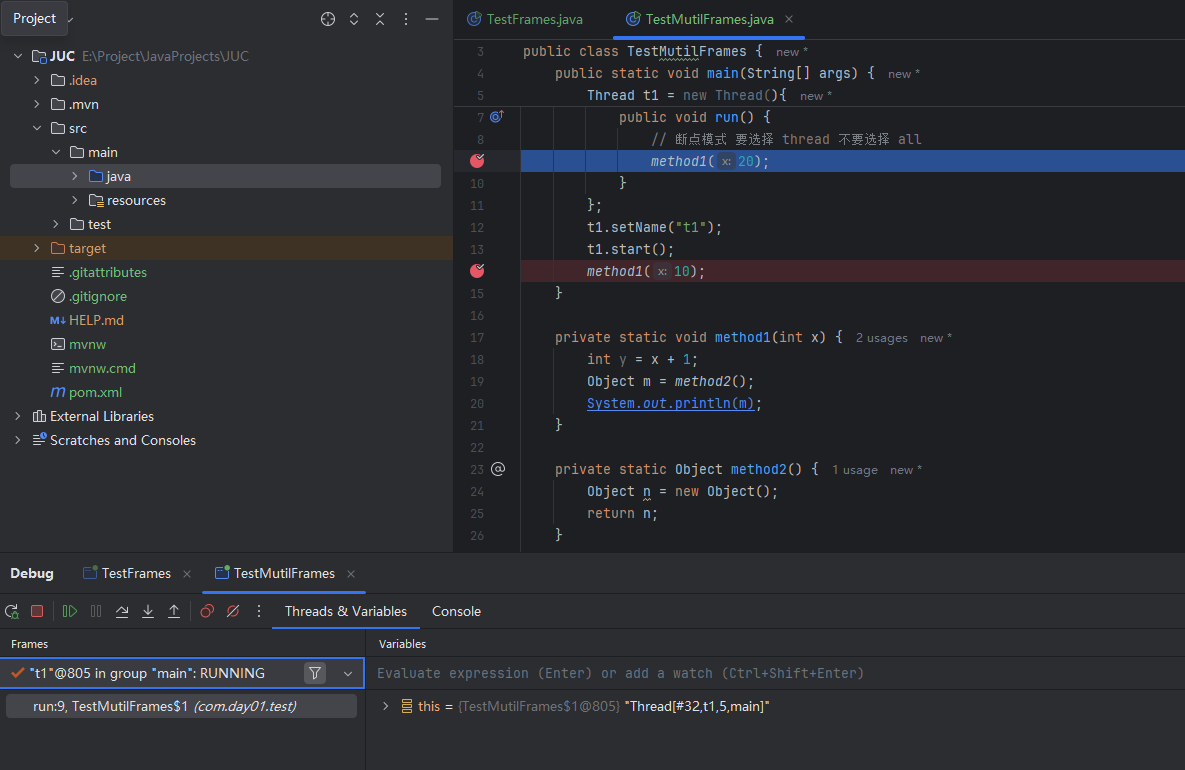 Project
JUC E:\Project\JavaProjects\JUC
.idea
.mvn
src
main
java
resources
test
target
.gitattributes
.gitignore
M↓ HELP.md
mvnw
mvnw.cmd
m pom.xml
External Libraries
Scratches and Consoles
TestFrames.java TestMutilFrames.java
3 public class TestMutilFrames { new *
4 public static void main(String[] args) { new *
5 Thread t1 = new Thread(){ new *
7 public void run() {
8 // 断点模式 要选择 thread 不要选择 all
method1( x: 20);
10 }
11 };
12 t1.setName("t1");
13 t1.start();
method1( x: 10);
15 }
16
17 private static void method1(int x) { 2 usages new *
18 int y = x + 1;
19 Object m = method2();
20 System.out.println(m);
21 }
22
23 @ private static Object method2() { 1 usage new *
24 Object n = new Object();
25 return n;
26 }
Debug TestFrames TestMutilFrames
Threads & Variables Console
Frames Variables
"t1"@805 in group "main": RUNNING
Evaluate expression (Enter) or add a watch (Ctrl+Shift+Enter)
run:9, TestMutilFrames$1 (com.day01.test)
this = {TestMutilFrames$1@805} "Thread[#32,t1,5,main]"